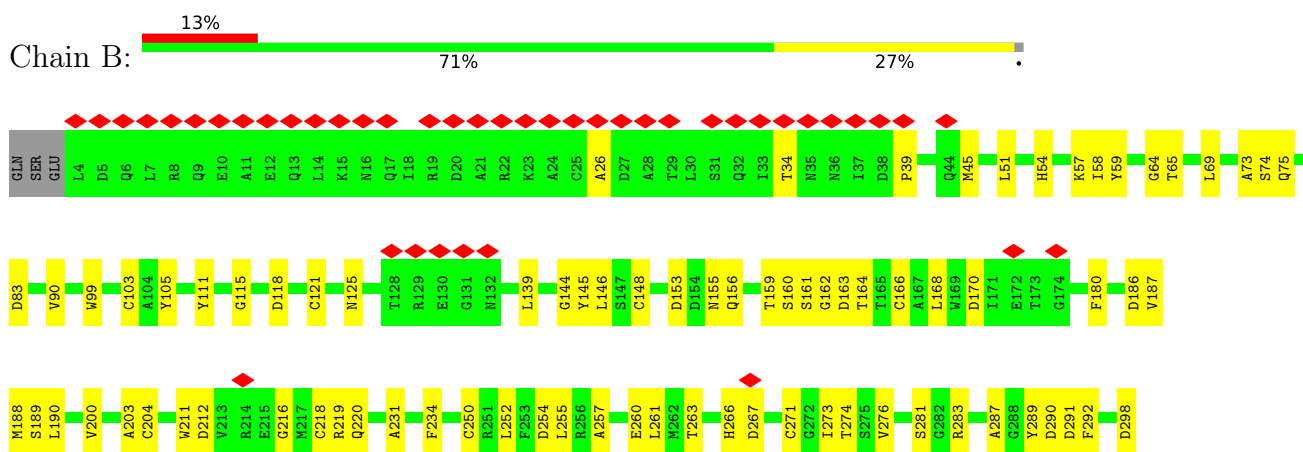 13%
Chain B:
71% 27% •
GLN SER GLU L4 D5 Q6 L7 R8 Q9 E10 A11 E12 Q13 L14 K15 N16 Q17 I18 R19 D20 A21 R22 K23 A24 C25 A26 D27 A28 T29 L30 S31 Q32 I33 T34 N35 N36 I37 D38 P39 Q44 M45 L51 H54 K57 I58 Y59 G64 T65 L69 A73 S74 Q75
D83 V90 W99 C103 A104 Y105 Y111 G115 D118 C121 N125 T128 R129 E130 G131 N132 L139 G144 Y145 L146 S147 C148 D153 D154 N155 Q156 T159 S160 S161 G162 D163 T164 T165 C166 A167 L168 W169 D170 I171 E172 T173 G174 F180 D186 V187
M188 S189 L190 V200 A203 C204 W211 D212 V213 R214 E215 G216 M217 C218 R219 Q220 A231 F234 C250 R251 L252 F253 D254 L255 R256 A257 E260 L261 M262 T263 H266 D267 C271 G272 I273 T274 S275 V276 S281 G282 R283 A287 G288 Y289 D290 D291 F292 D298